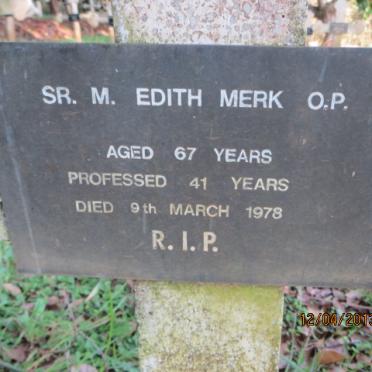 SR. M. EDITH MERK O.P.
AGED 67 YEARS
PROFESSED 41 YEARS
DIED 9th MARCH 1978
R.I.P.